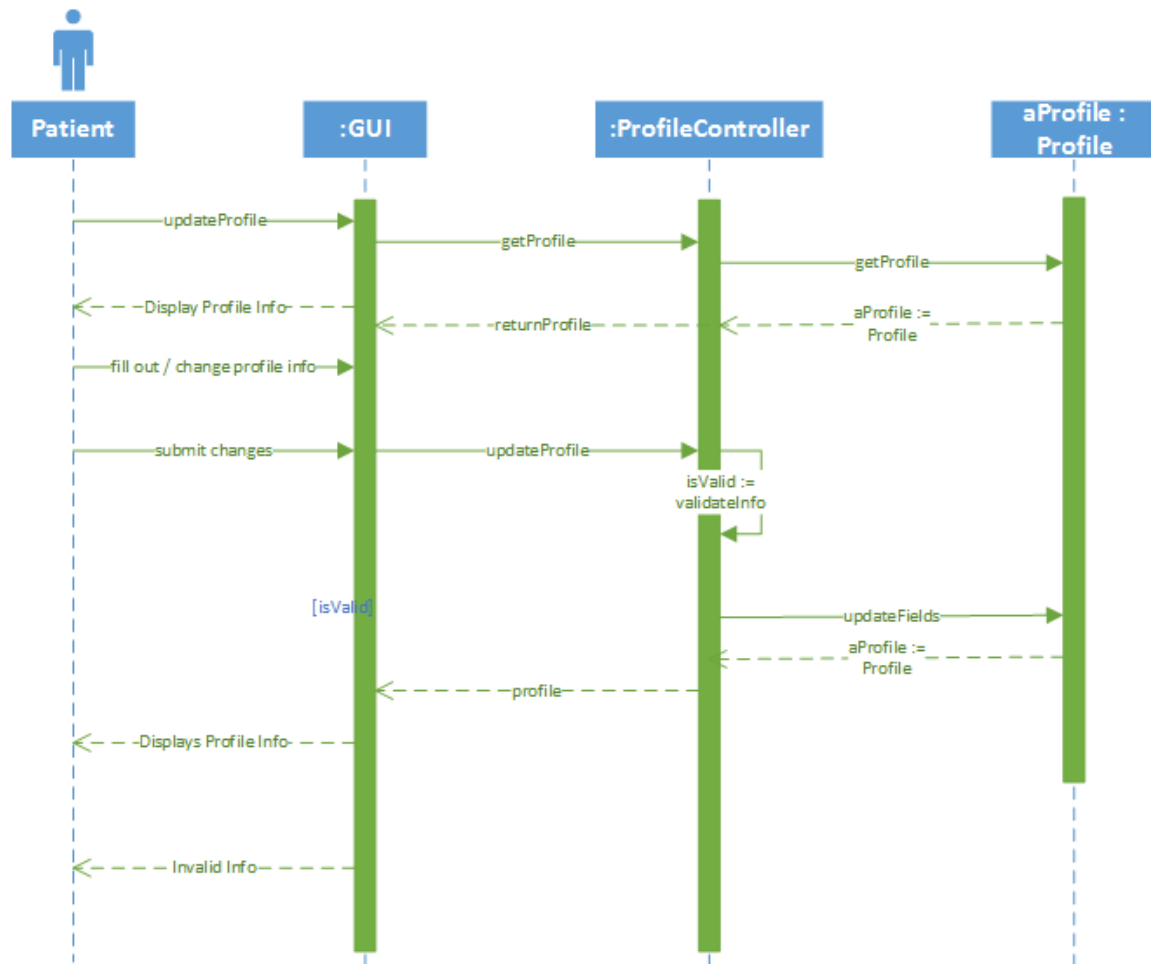 Patient
:GUI
:ProfileController
aProfile :
Profile
updateProfile
getProfile
getProfile
Display Profile Info
returnProfile
aProfile :=
Profile
fill out / change profile info
submit changes
updateProfile
isValid :=
validateInfo
[isValid]
updateFields
aProfile :=
Profile
profile
Displays Profile Info
Invalid Info